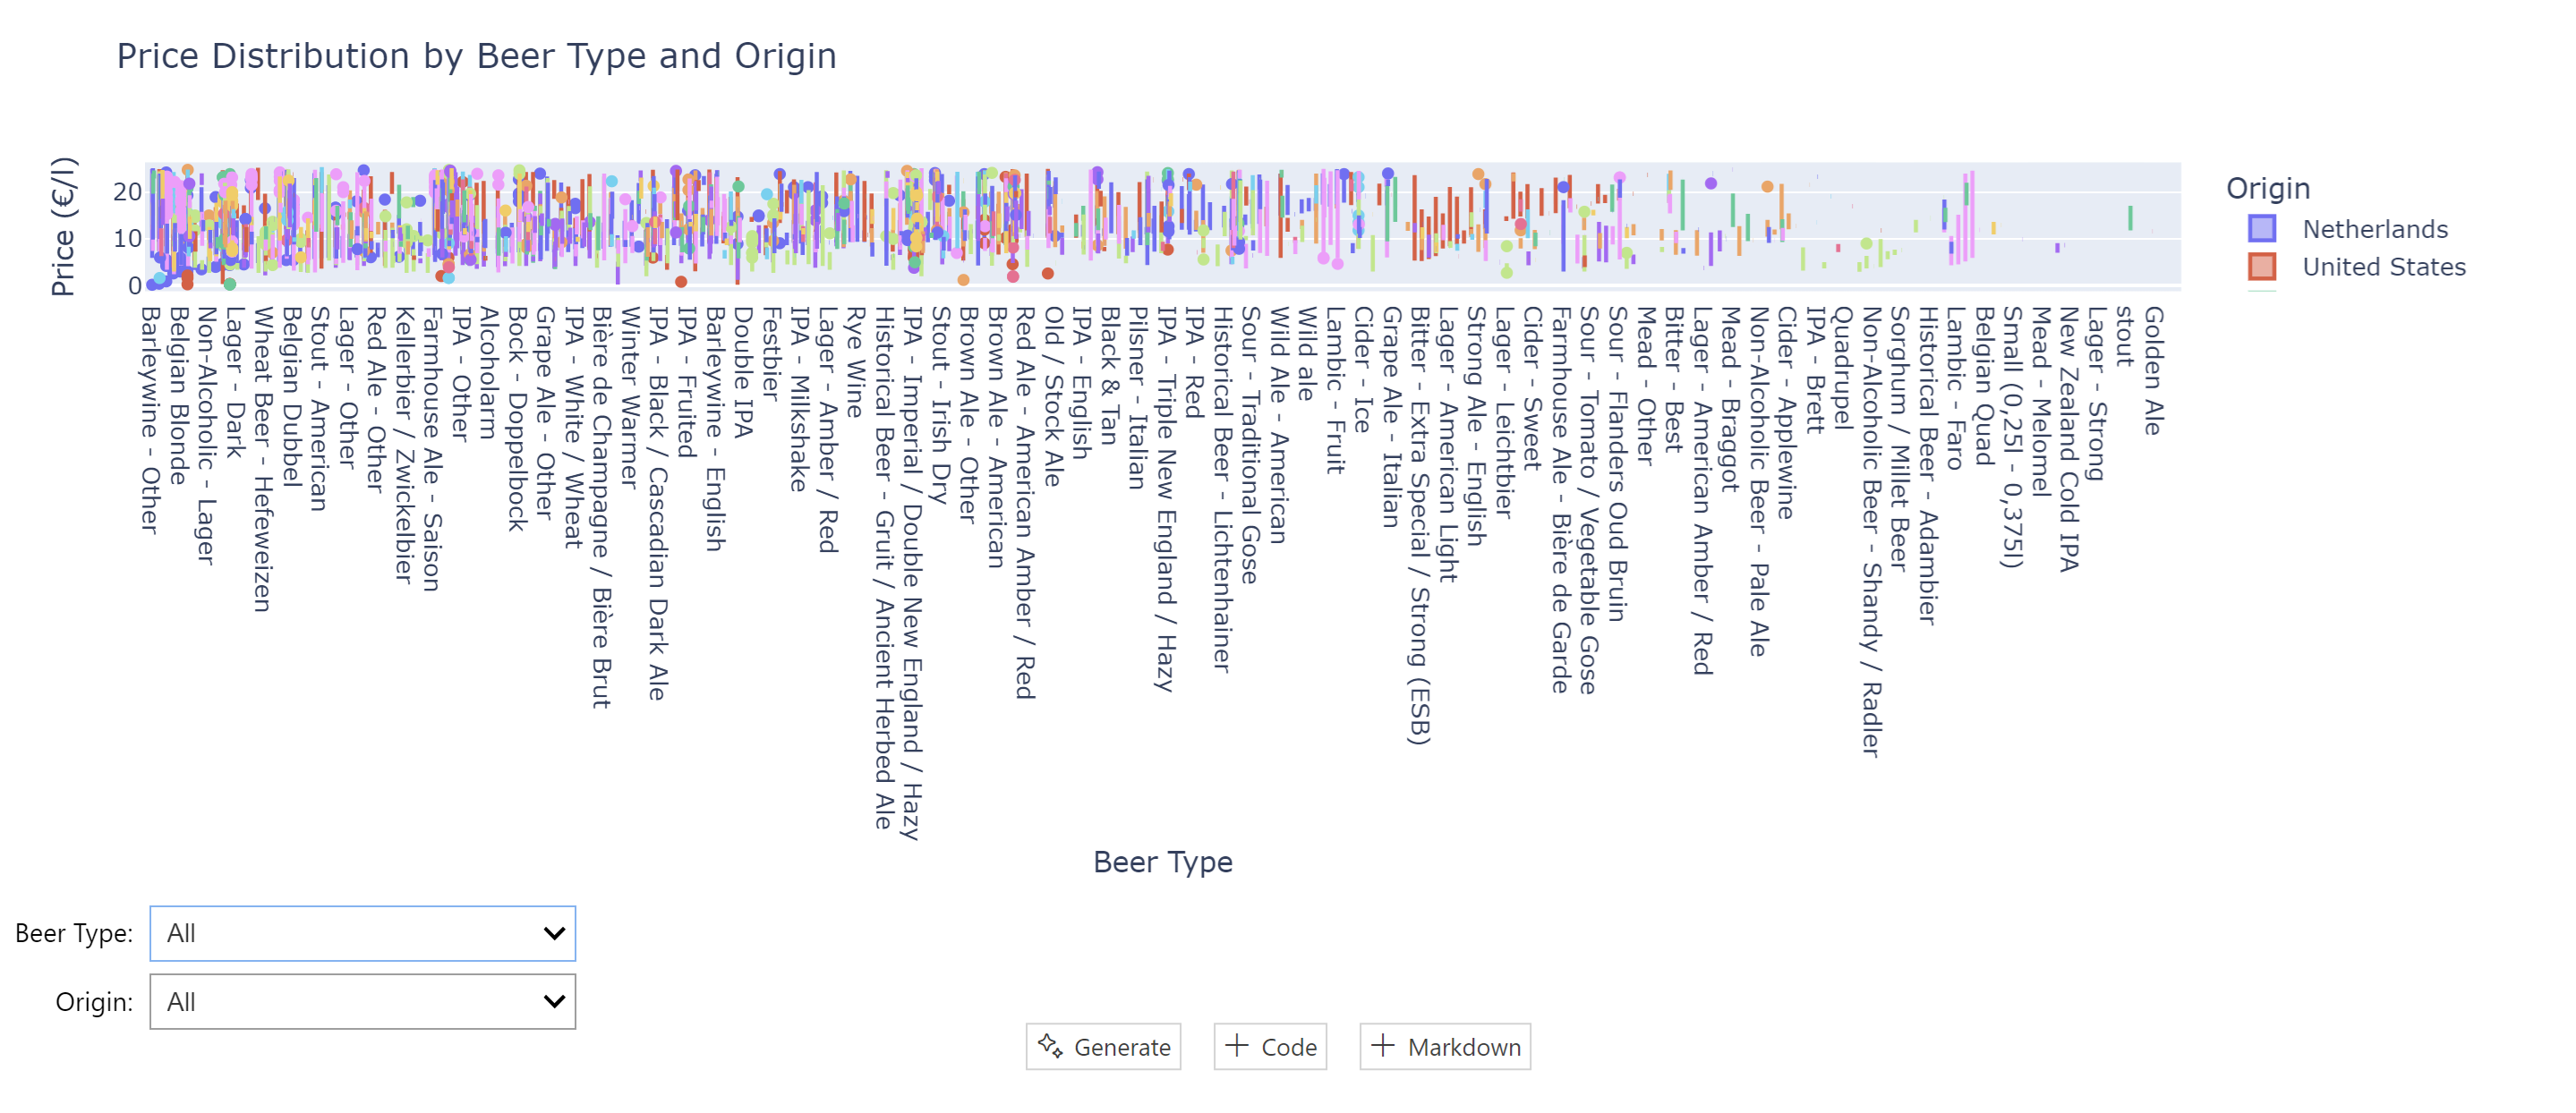 Price Distribution by Beer Type and Origin
Price (€/l)
20
10
0
Origin
Netherlands
United States
Barleywine - Other
Belgian Blonde
Non-Alcoholic - Lager
Lager - Dark
Wheat Beer - Hefeweizen
Belgian Dubbel
Stout - American
Lager - Other
Red Ale - Other
Kellerbier / Zwickelbier
Farmhouse Ale - Saison
IPA - Other
Alcoholarm
Bock - Doppelbock
Grape Ale - Other
IPA - White / Wheat
Bière de Champagne / Bière Brut
Winter Warmer
IPA - Black / Cascadian Dark Ale
IPA - Fruited
Barleywine - English
Double IPA
Festbier
IPA - Milkshake
Lager - Amber / Red
Rye Wine
Historical Beer - Gruit / Ancient Herbed Ale
IPA - Imperial / Double New England / Hazy
Stout - Irish Dry
Brown Ale - Other
Brown Ale - American
Red Ale - American Amber / Red
Old / Stock Ale
IPA - English
Black & Tan
Pilsner - Italian
IPA - Triple New England / Hazy
IPA - Red
Historical Beer - Lichtenhainer
Sour - Traditional Gose
Wild Ale - American
Wild ale
Lambic - Fruit
Cider - Ice
Grape Ale - Italian
Bitter - Extra Special / Strong (ESB)
Lager - American Light
Strong Ale - English
Lager - Leichtbier
Cider - Sweet
Farmhouse Ale - Bière de Garde
Sour - Tomato / Vegetable Gose
Sour - Flanders Oud Bruin
Mead - Other
Bitter - Best
Lager - American Amber / Red
Mead - Braggot
Non-Alcoholic Beer - Pale Ale
Cider - Applewine
IPA - Brett
Quadrupel
Non-Alcoholic Beer - Shandy / Radler
Sorghum / Millet Beer
Historical Beer - Adambier
Lambic - Faro
Belgian Quad
Small (0,25l - 0,375l)
Mead - Melomel
New Zealand Cold IPA
Lager - Strong
stout
Golden Ale
Beer Type
Beer Type: All
Origin: All
Generate
Code
Markdown